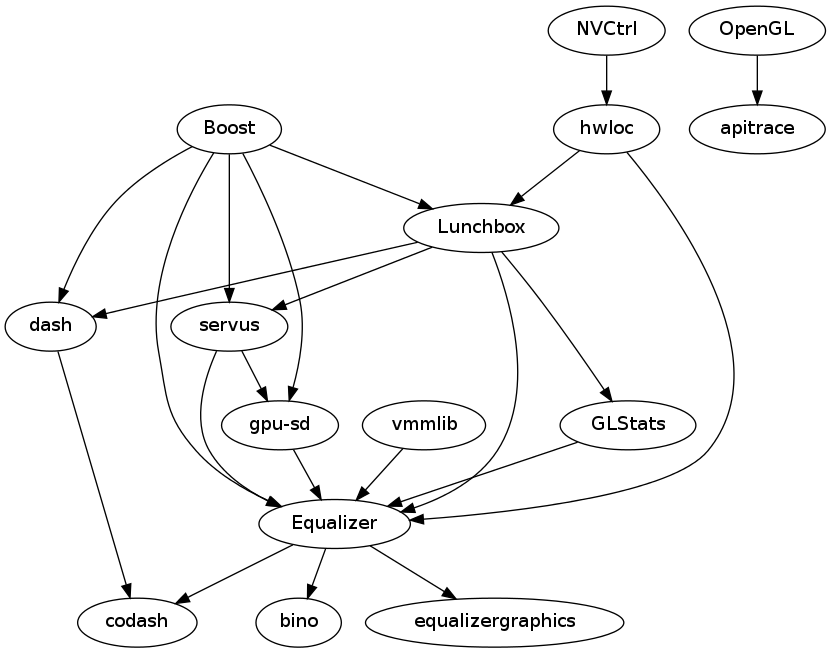 NVCtrl
OpenGL
Boost
hwloc
apitrace
Lunchbox
dash
servus
gpu-sd
vmmlib
GLStats
Equalizer
codash
bino
equalizergraphics